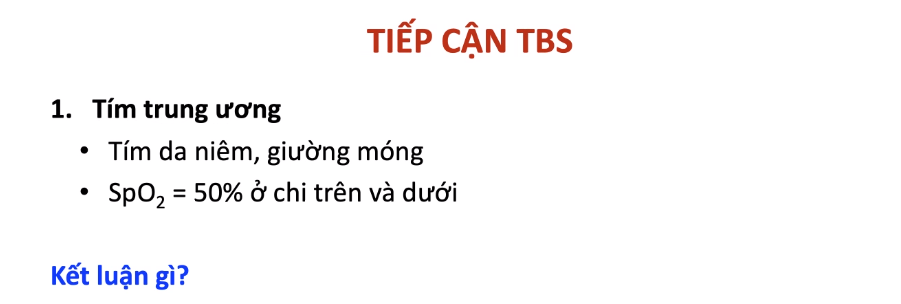 TIẾP CẬN TBS
1. Tím trung ương
• Tím da niêm, giường móng
• SpO₂ = 50% ở chi trên và dưới
Kết luận gì?